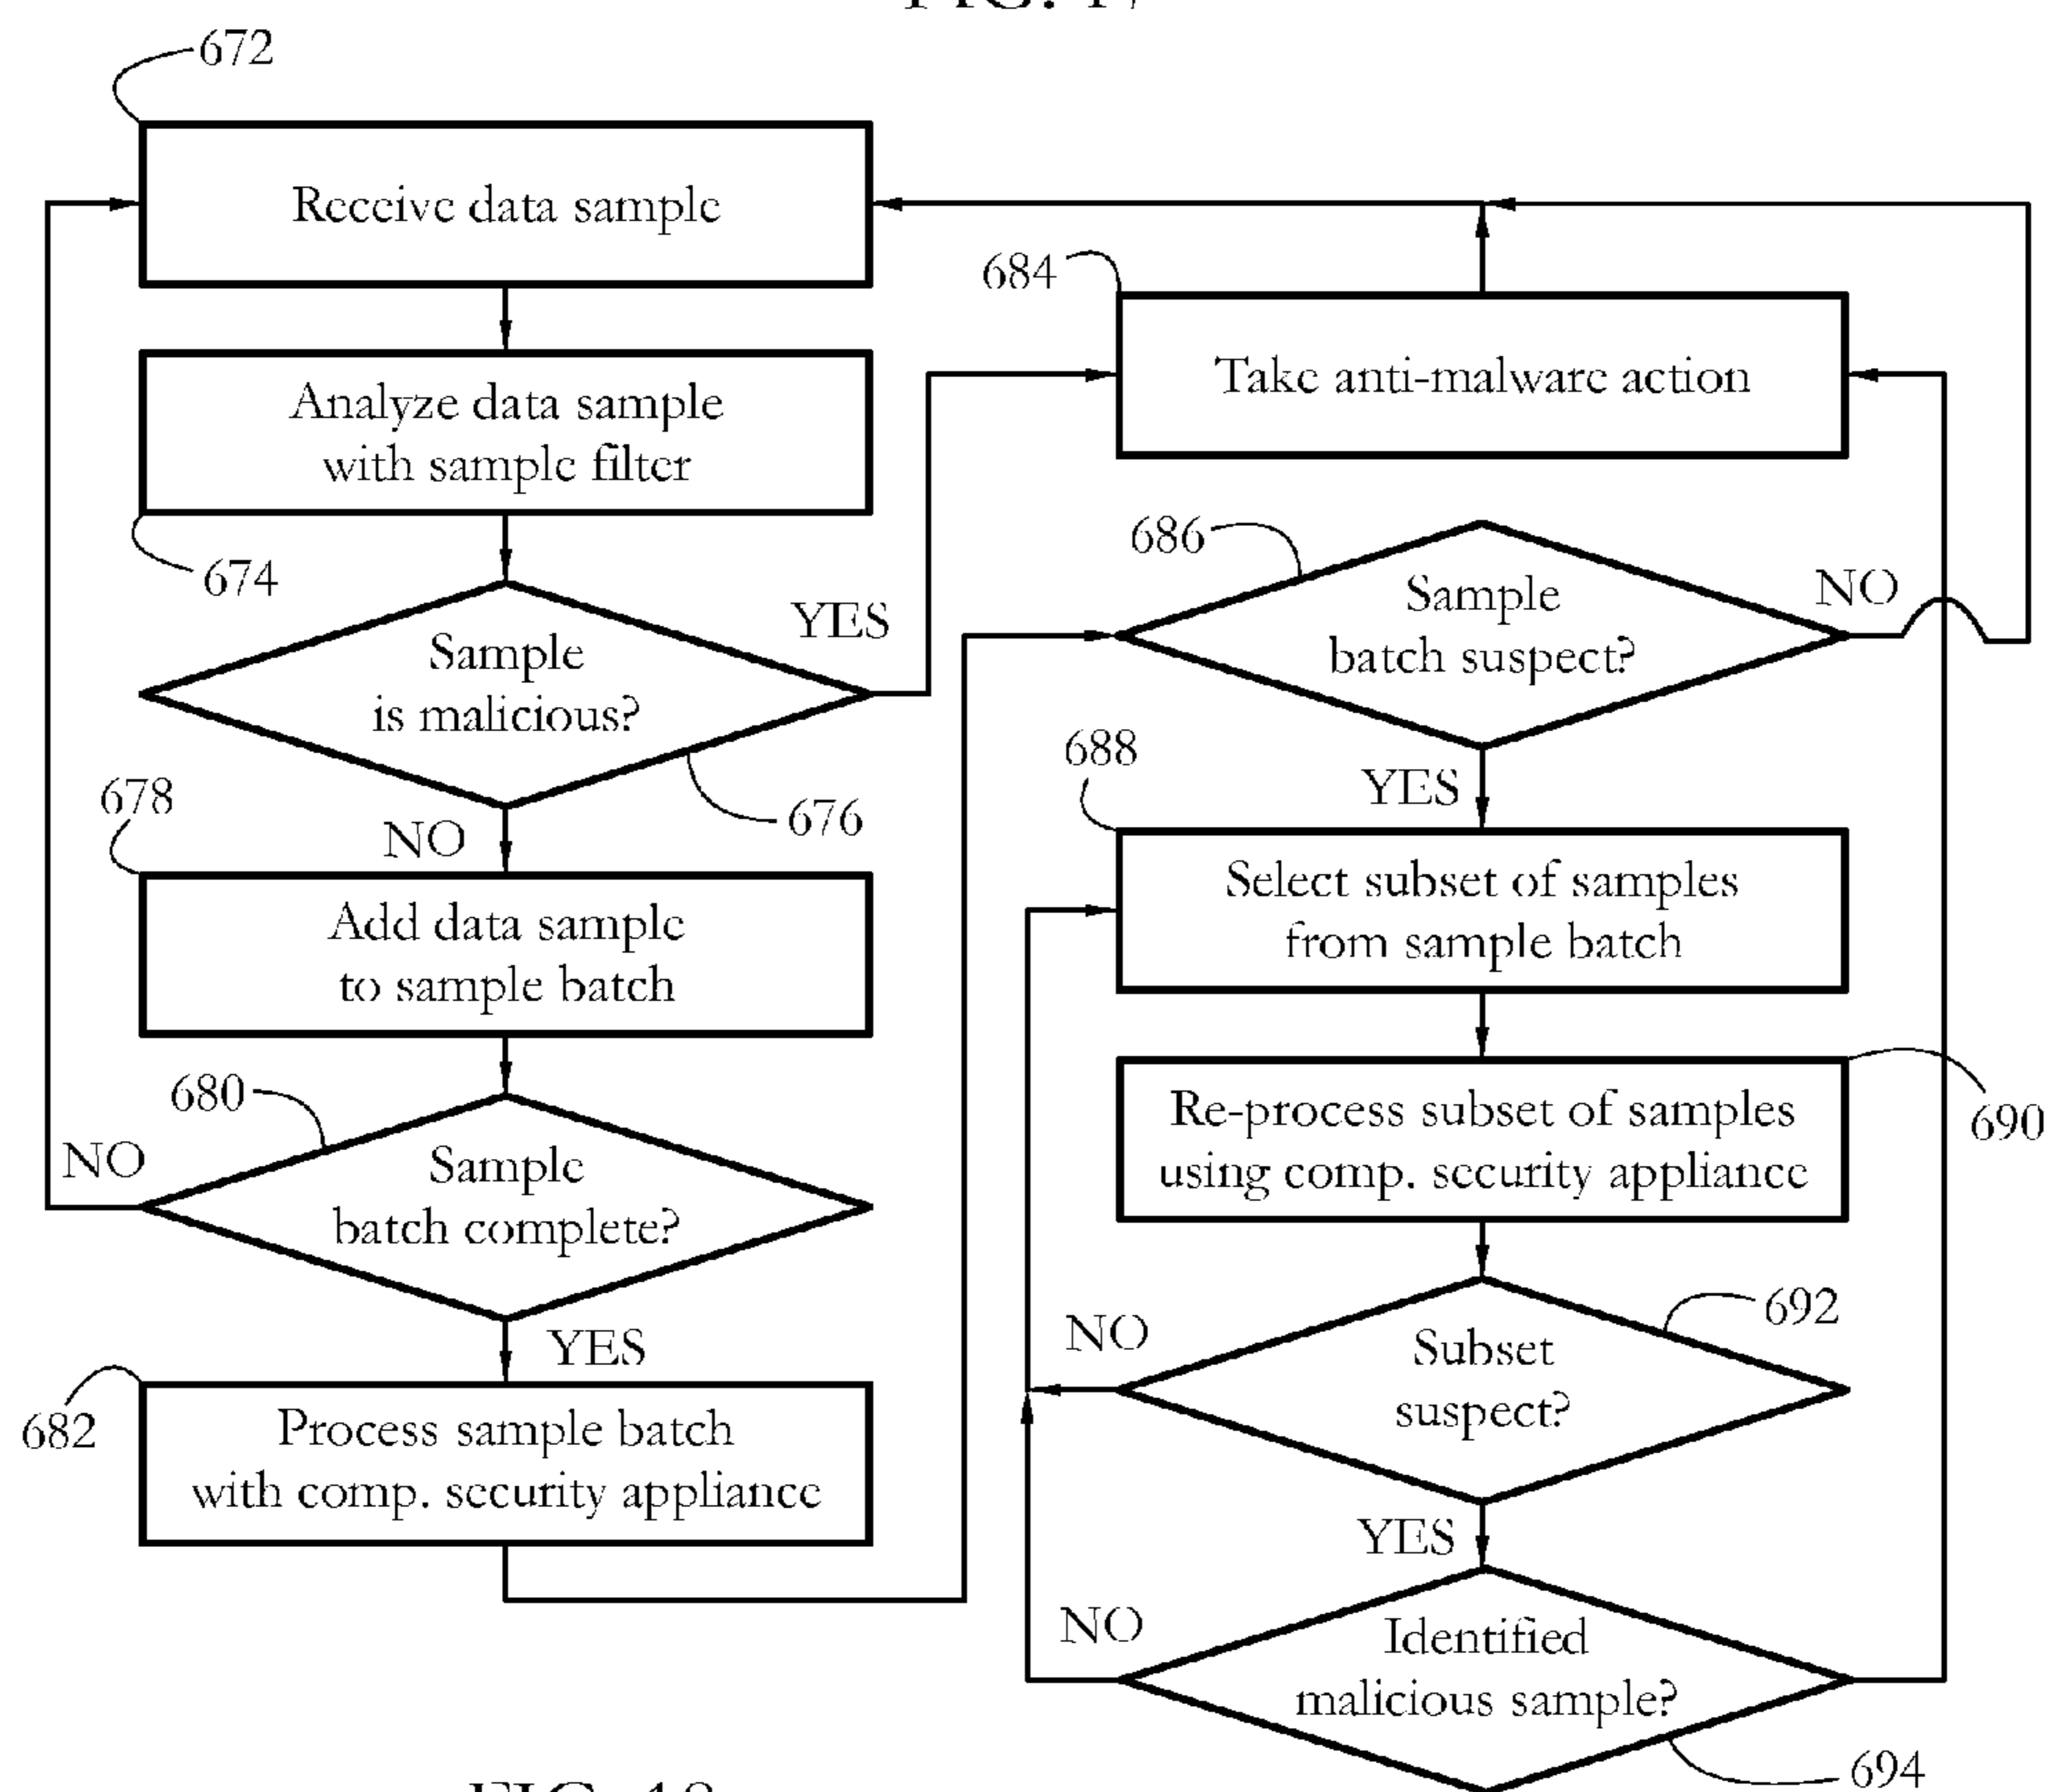 672
Receive data sample
684
Take anti-malware action
Analyze data sample
with sample filter
674
Sample
is malicious?
YES
NO
676
678
Add data sample
to sample batch
680
Sample
batch complete?
NO
YES
682
Process sample batch
with comp. security appliance
686
Sample
batch suspect?
NO
YES
688
Select subset of samples
from sample batch
Re-process subset of samples
using comp. security appliance
690
692
Subset
suspect?
NO
YES
Identified
malicious sample?
NO
694